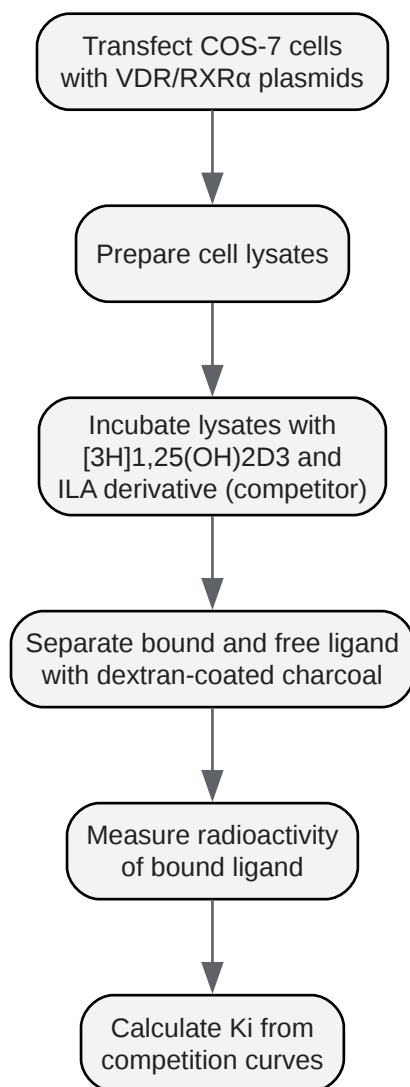 Transfect COS-7 cells
with VDR/RXRα plasmids
Prepare cell lysates
Incubate lysates with
[3H]1,25(OH)2D3 and
ILA derivative (competitor)
Separate bound and free ligand
with dextran-coated charcoal
Measure radioactivity
of bound ligand
Calculate Ki from
competition curves